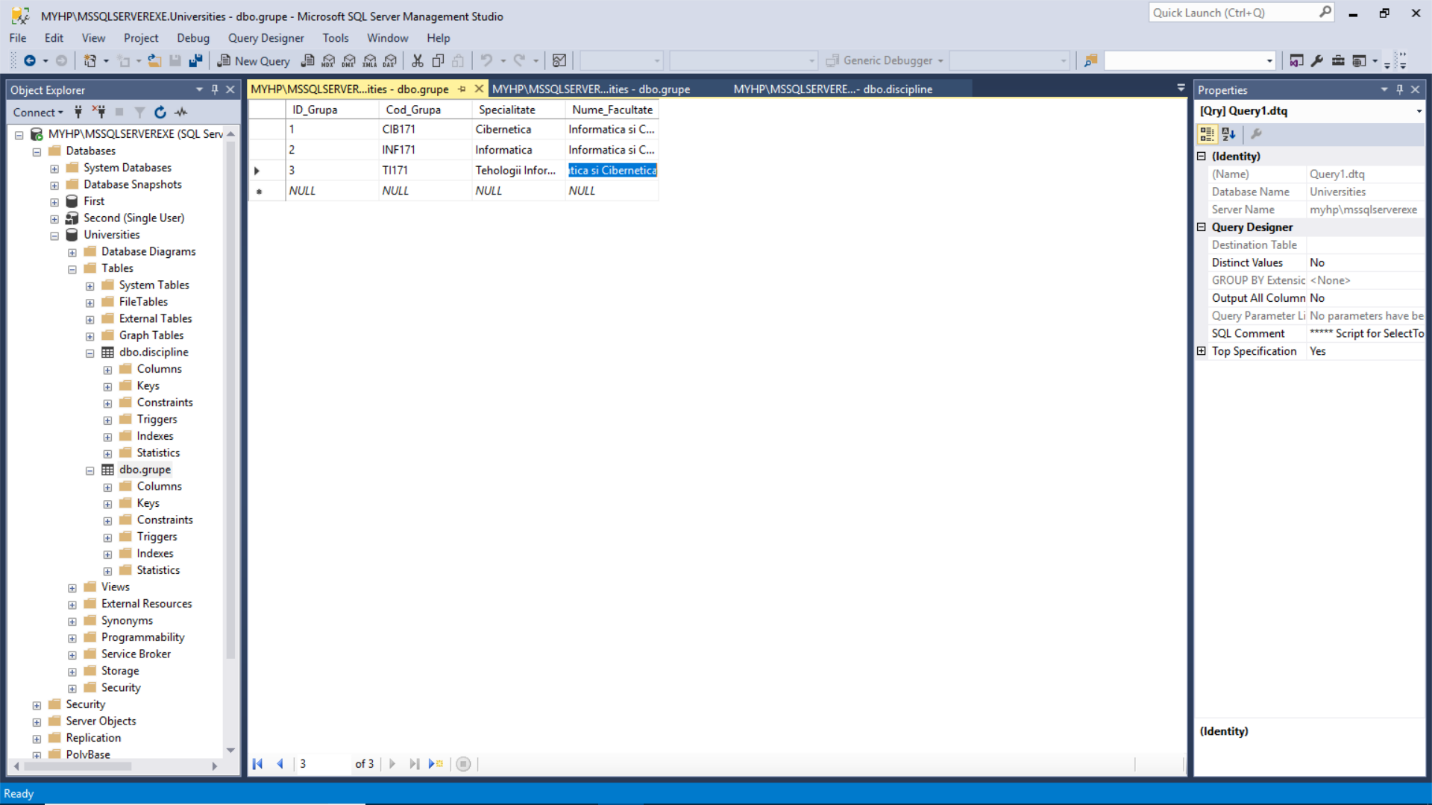 MYHP\MSSQLSERVEREXE.Universities - dbo.grupe - Microsoft SQL Server Management Studio
Quick Launch (Ctrl+Q)
File Edit View Project Debug Query Designer Tools Window Help
New Query
Generic Debugger
Object Explorer
Connect
MYHP\MSSQLSERVEREXE (SQL Serv
Databases
System Databases
Database Snapshots
First
Second (Single User)
Universities
Database Diagrams
Tables
System Tables
FileTables
External Tables
Graph Tables
dbo.discipline
Columns
Keys
Constraints
Triggers
Indexes
Statistics
dbo.grupe
Columns
Keys
Constraints
Triggers
Indexes
Statistics
Views
External Resources
Synonyms
Programmability
Service Broker
Storage
Security
Security
Server Objects
Replication
PolyBase
MYHP\MSSQLSERVER...ities - dbo.grupe MYHP\MSSQLSERVER...ities - dbo.grupe MYHP\MSSQLSERVERE...- dbo.discipline
ID_Grupa Cod_Grupa Specialitate Nume_Facultate
1 CIB171 Cibernetica Informatica si C...
2 INF171 Informatica Informatica si C...
3 TI171 Tehologii Infor... tica si Cibernetica
NULL NULL NULL NULL
3 of 3
Properties
[Qry] Query1.dtq
(Identity)
(Name) Query1.dtq
Database Name Universities
Server Name myhp\mssqlserverexe
Query Designer
Destination Table
Distinct Values No
GROUP BY Extensic <None>
Output All Column No
Query Parameter Li No parameters have be
SQL Comment ***** Script for SelectTo
Top Specification Yes
(Identity)
Ready